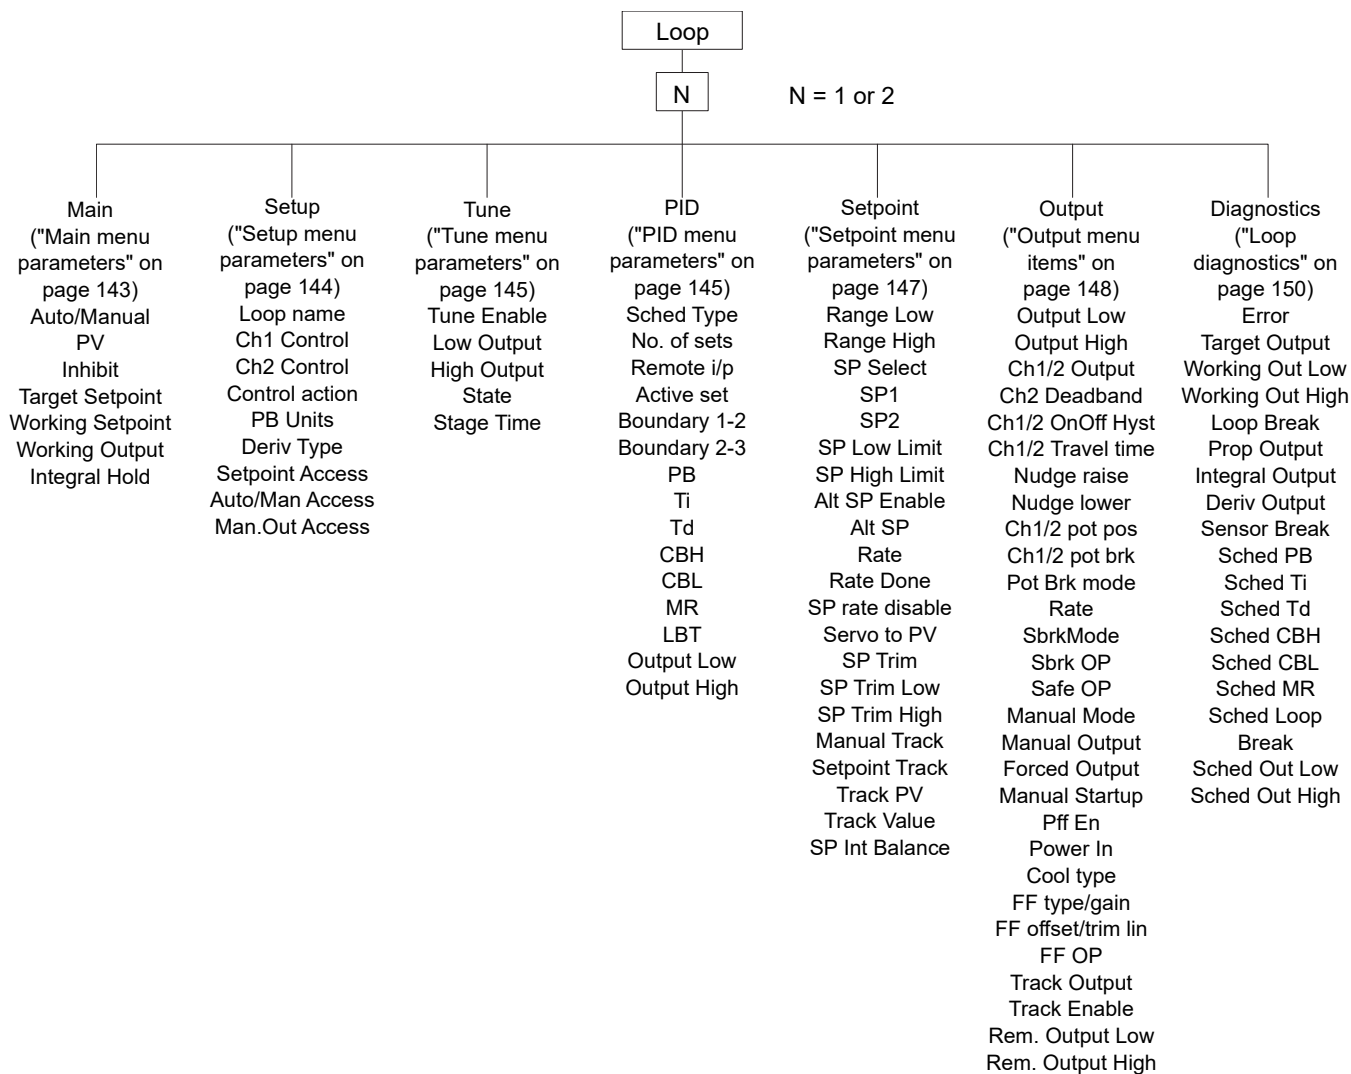 Loop
N
N = 1 or 2
Main
("Main menu
parameters" on
page 143)
Auto/Manual
PV
Inhibit
Target Setpoint
Working Setpoint
Working Output
Integral Hold
Setup
("Setup menu
parameters" on
page 144)
Loop name
Ch1 Control
Ch2 Control
Control action
PB Units
Deriv Type
Setpoint Access
Auto/Man Access
Man.Out Access
Tune
("Tune menu
parameters" on
page 145)
Tune Enable
Low Output
High Output
State
Stage Time
PID
("PID menu
parameters" on
page 145)
Sched Type
No. of sets
Remote i/p
Active set
Boundary 1-2
Boundary 2-3
PB
Ti
Td
CBH
CBL
MR
LBT
Output Low
Output High
Setpoint
("Setpoint menu
parameters" on
page 147)
Range Low
Range High
SP Select
SP1
SP2
SP Low Limit
SP High Limit
Alt SP Enable
Alt SP
Rate
Rate Done
SP rate disable
Servo to PV
SP Trim
SP Trim Low
SP Trim High
Manual Track
Setpoint Track
Track PV
Track Value
SP Int Balance
Output
("Output menu
items" on
page 148)
Output Low
Output High
Ch1/2 Output
Ch2 Deadband
Ch1/2 OnOff Hyst
Ch1/2 Travel time
Nudge raise
Nudge lower
Ch1/2 pot pos
Ch1/2 pot brk
Pot Brk mode
Rate
SbrkMode
Sbrk OP
Safe OP
Manual Mode
Manual Output
Forced Output
Manual Startup
Pff En
Power In
Cool type
FF type/gain
FF offset/trim lin
FF OP
Track Output
Track Enable
Rem. Output Low
Rem. Output High
Diagnostics
("Loop
diagnostics" on
page 150)
Error
Target Output
Working Out Low
Working Out High
Loop Break
Prop Output
Integral Output
Deriv Output
Sensor Break
Sched PB
Sched Ti
Sched Td
Sched CBH
Sched CBL
Sched MR
Sched Loop
Break
Sched Out Low
Sched Out High